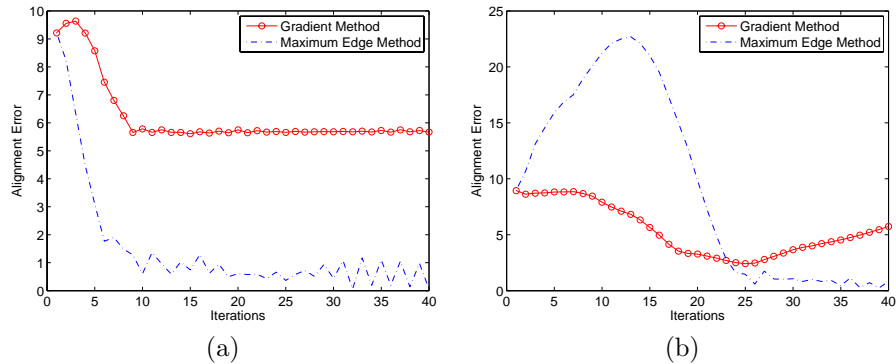 10
9
8
7
6
5
4
3
2
1
0
Alignment Error
0 5 10 15 20 25 30 35 40
Iterations
Gradient Method
Maximum Edge Method
(a)
25
20
15
10
5
0
Alignment Error
0 5 10 15 20 25 30 35 40
Iterations
Gradient Method
Maximum Edge Method
(b)